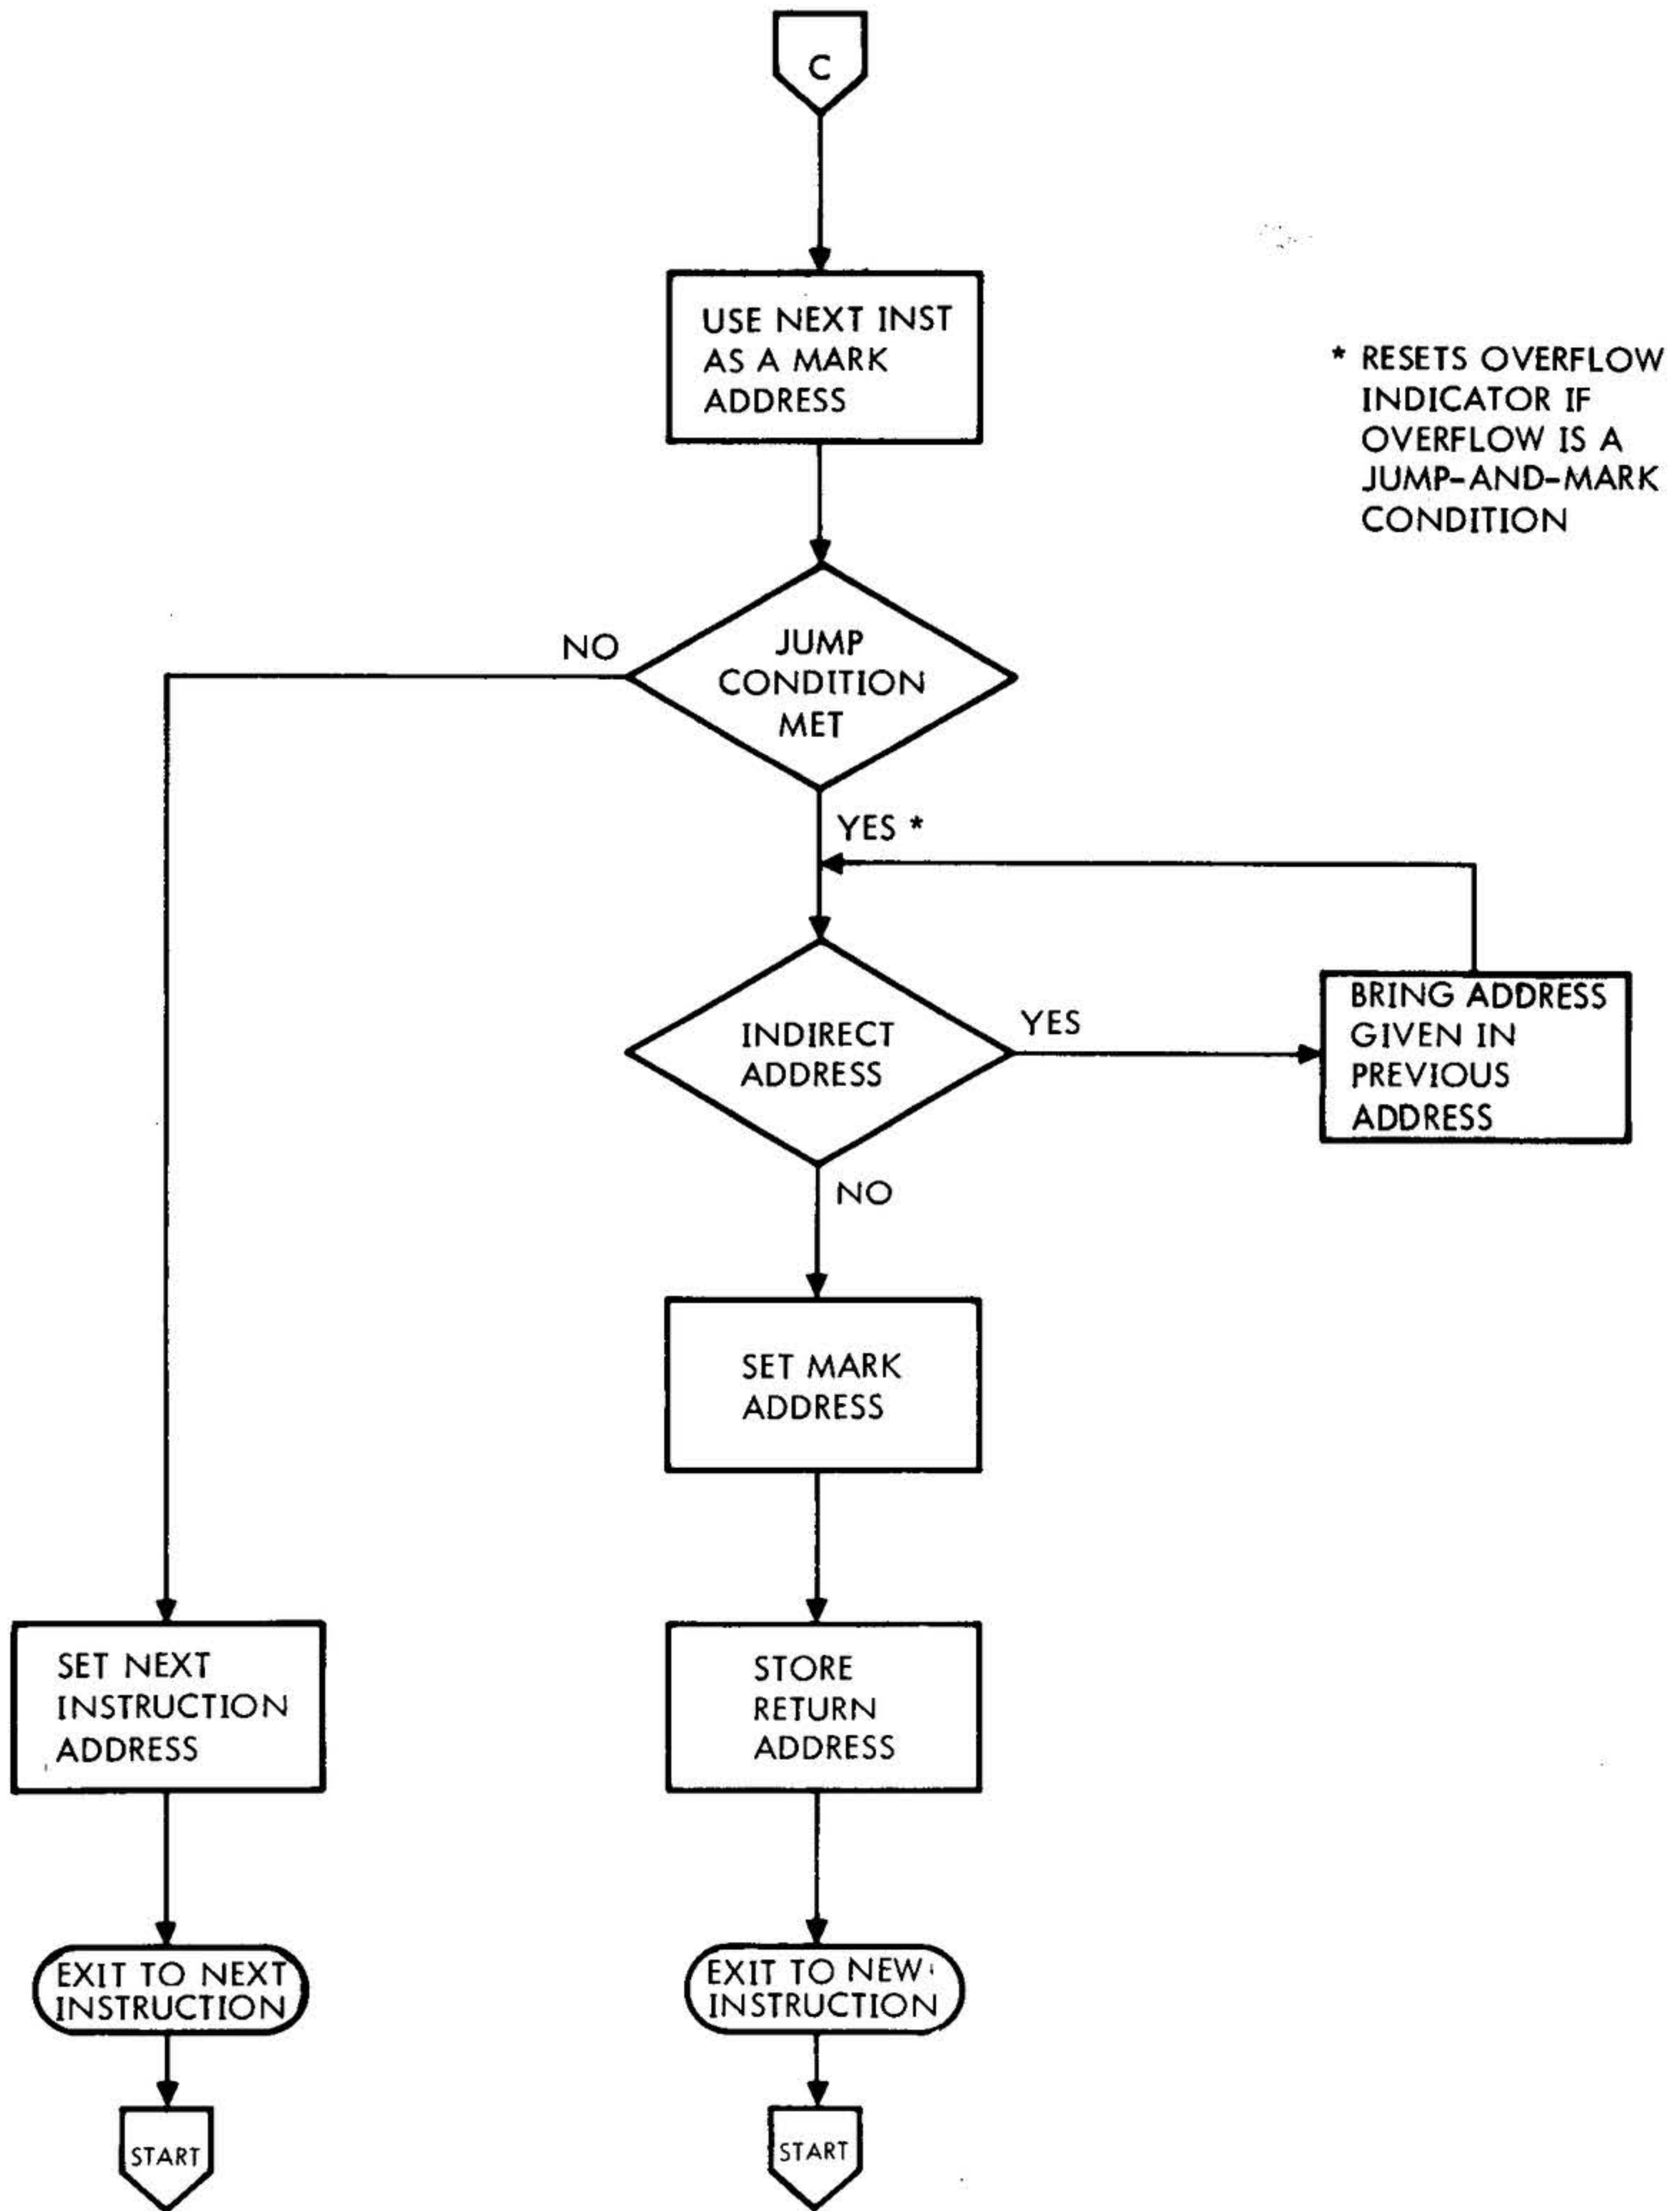 C
USE NEXT INST
AS A MARK
ADDRESS
* RESETS OVERFLOW
INDICATOR IF
OVERFLOW IS A
JUMP-AND-MARK
CONDITION
NO
JUMP
CONDITION
MET
YES *
INDIRECT
ADDRESS
YES
BRING ADDRESS
GIVEN IN
PREVIOUS
ADDRESS
NO
SET MARK
ADDRESS
SET NEXT
INSTRUCTION
ADDRESS
STORE
RETURN
ADDRESS
EXIT TO NEXT
INSTRUCTION
EXIT TO NEW
INSTRUCTION
START
START